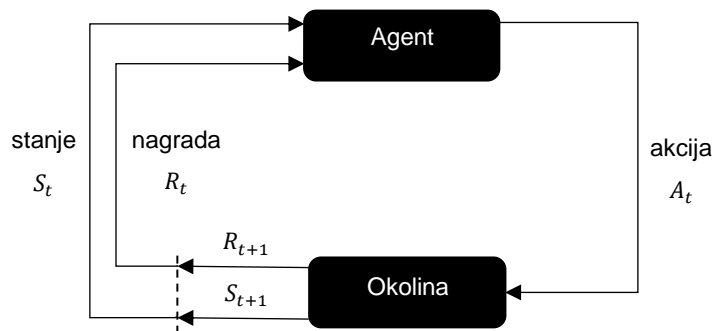 Agent
stanje
nagrada
akcija
S_t
R_t
A_t
R_{t+1}
S_{t+1}
Okolina